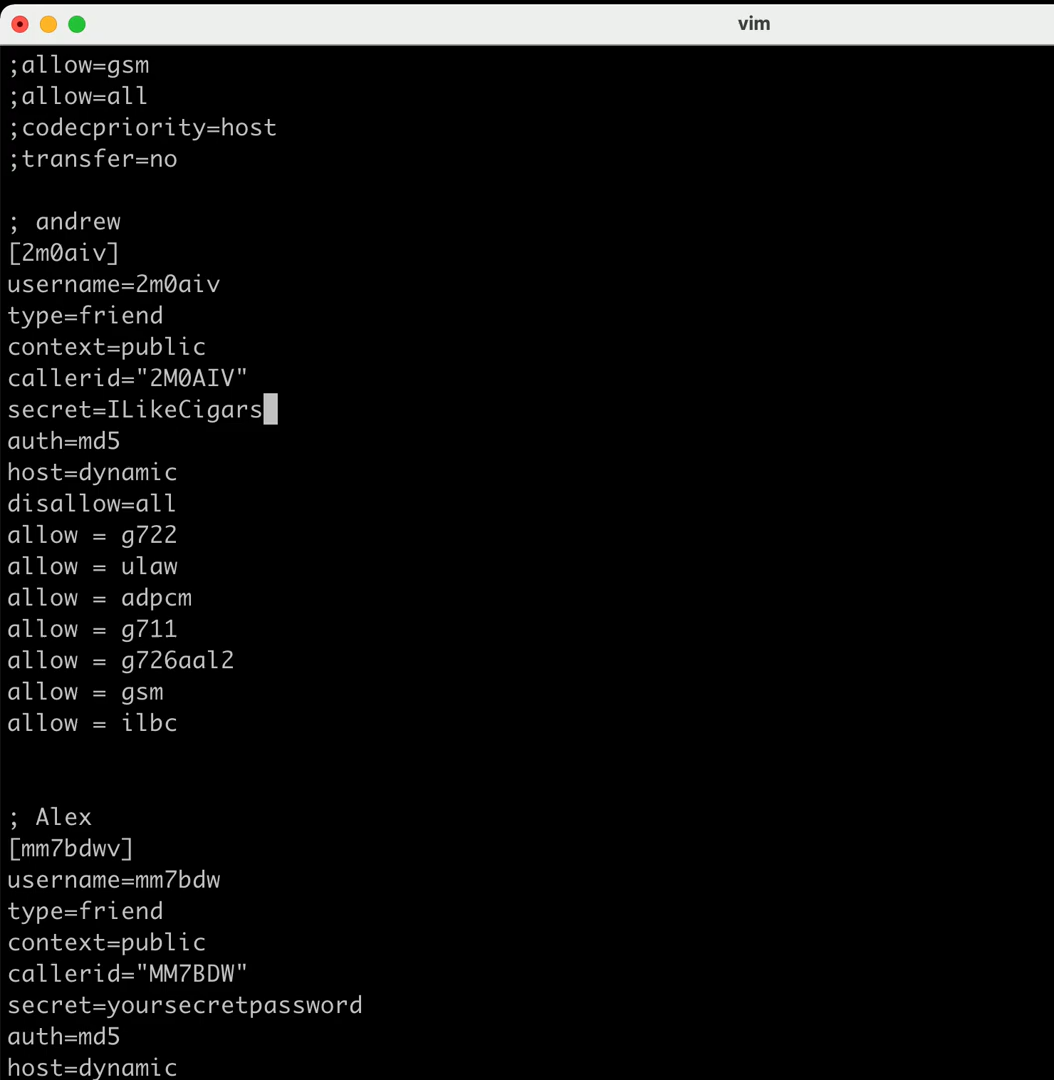 vim
;allow=gsm
;allow=all
;codecpriority=host
;transfer=no
; andrew
[2m0aiv]
username=2m0aiv
type=friend
context=public
callerid="2M0AIV"
secret=ILikeCigars
auth=md5
host=dynamic
disallow=all
allow = g722
allow = ulaw
allow = adpcm
allow = g711
allow = g726aal2
allow = gsm
allow = ilbc
; Alex
[mm7bdwv]
username=mm7bdw
type=friend
context=public
callerid="MM7BDW"
secret=yoursecretpassword
auth=md5
host=dynamic